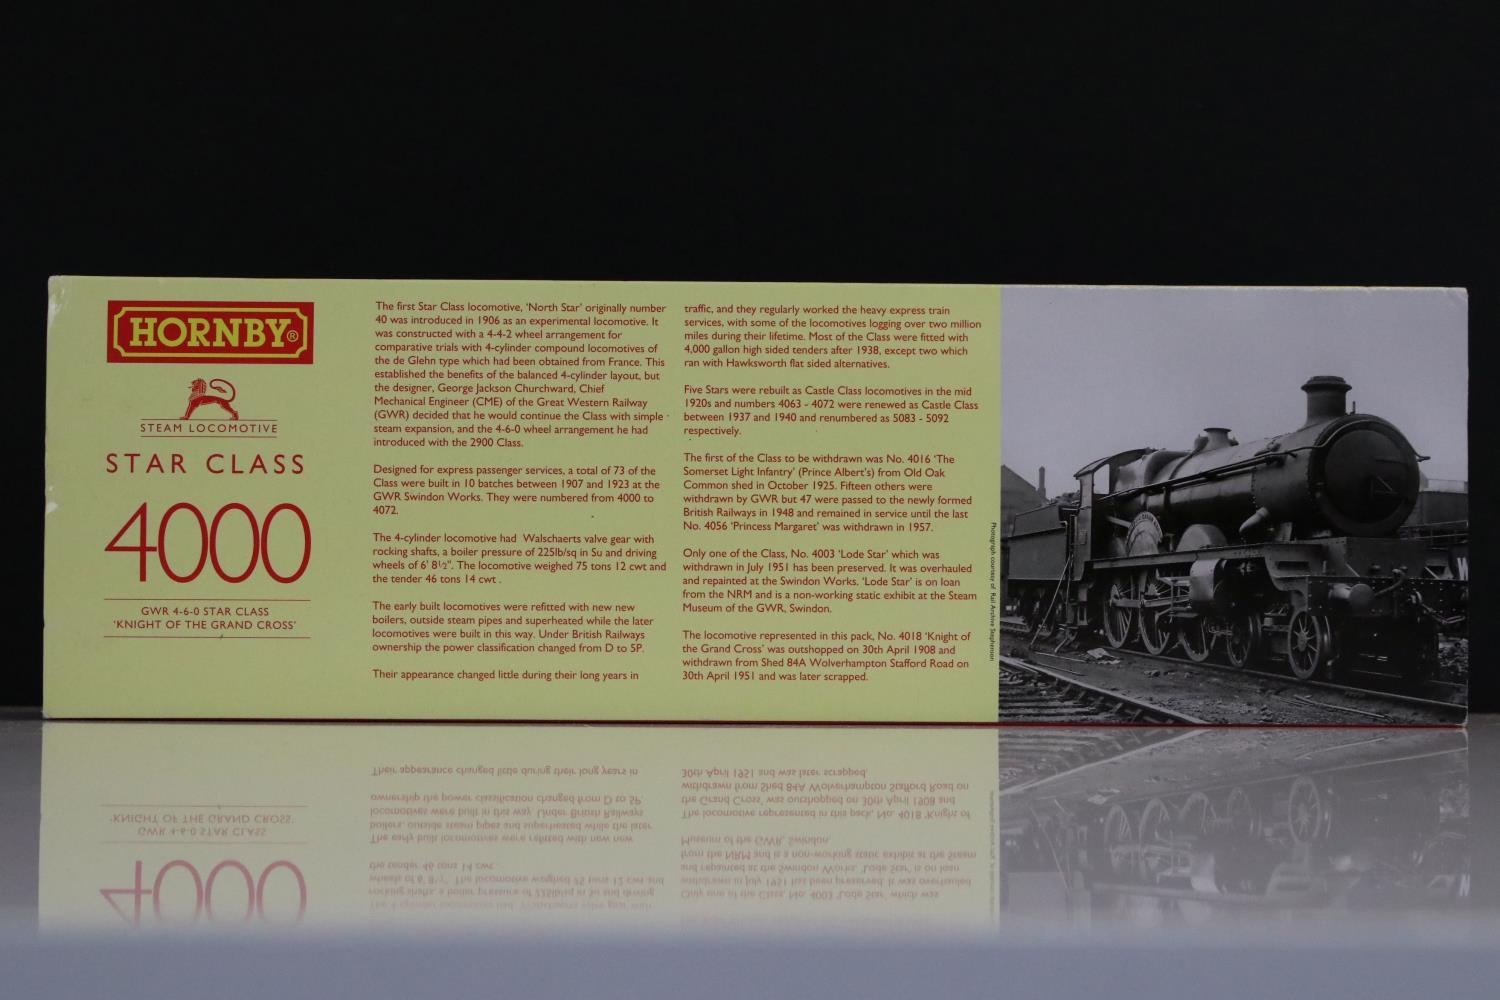 HORNBY®
STEAM LOCOMOTIVE
STAR CLASS
4000
GWR 4-6-0 STAR CLASS
'KNIGHT OF THE GRAND CROSS'
The first Star Class locomotive, 'North Star' originally number
40 was introduced in 1906 as an experimental locomotive. It
was constructed with a 4-4-2 wheel arrangement for
comparative trials with 4-cylinder compound locomotives of
the de Glehn type which had been obtained from France. This
established the benefits of the balanced 4-cylinder layout, but
the designer, George Jackson Churchward, Chief
Mechanical Engineer (CME) of the Great Western Railway
(GWR) decided that he would continue the Class with simple
steam expansion, and the 4-6-0 wheel arrangement he had
introduced with the 2900 Class.
Designed for express passenger services, a total of 73 of the
Class were built in 10 batches between 1907 and 1923 at the
GWR Swindon Works. They were numbered from 4000 to
4072.
The 4-cylinder locomotive had Walschaerts valve gear with
rocking shafts, a boiler pressure of 225lb/sq in Su and driving
wheels of 6' 8½". The locomotive weighed 75 tons 12 cwt and
the tender 46 tons 14 cwt .
The early built locomotives were refitted with new new
boilers, outside steam pipes and superheated while the later
locomotives were built in this way. Under British Railways
ownership the power classification changed from D to 5P.
Their appearance changed little during their long years in
traffic, and they regularly worked the heavy express train
services, with some of the locomotives logging over two million
miles during their lifetime. Most of the Class were fitted with
4,000 gallon high sided tenders after 1938, except two which
ran with Hawksworth flat sided alternatives.
Five Stars were rebuilt as Castle Class locomotives in the mid
1920s and numbers 4063 - 4072 were renewed as Castle Class
between 1937 and 1940 and renumbered as 5083 - 5092
respectively.
The first of the Class to be withdrawn was No. 4016 'The
Somerset Light Infantry' (Prince Albert's) from Old Oak
Common shed in October 1925. Fifteen others were
withdrawn by GWR but 47 were passed to the newly formed
British Railways in 1948 and remained in service until the last
No. 4056 'Princess Margaret' was withdrawn in 1957.
Only one of the Class, No. 4003 'Lode Star' which was
withdrawn in July 1951 has been preserved. It was overhauled
and repainted at the Swindon Works. 'Lode Star' is on loan
from the NRM and is a non-working static exhibit at the Steam
Museum of the GWR, Swindon.
The locomotive represented in this pack, No. 4018 'Knight of
the Grand Cross' was outshopped on 30th April 1908 and
withdrawn from Shed 84A Wolverhampton Stafford Road on
30th April 1951 and was later scrapped.
Photograph courtesy of Rail Archive Stephenson